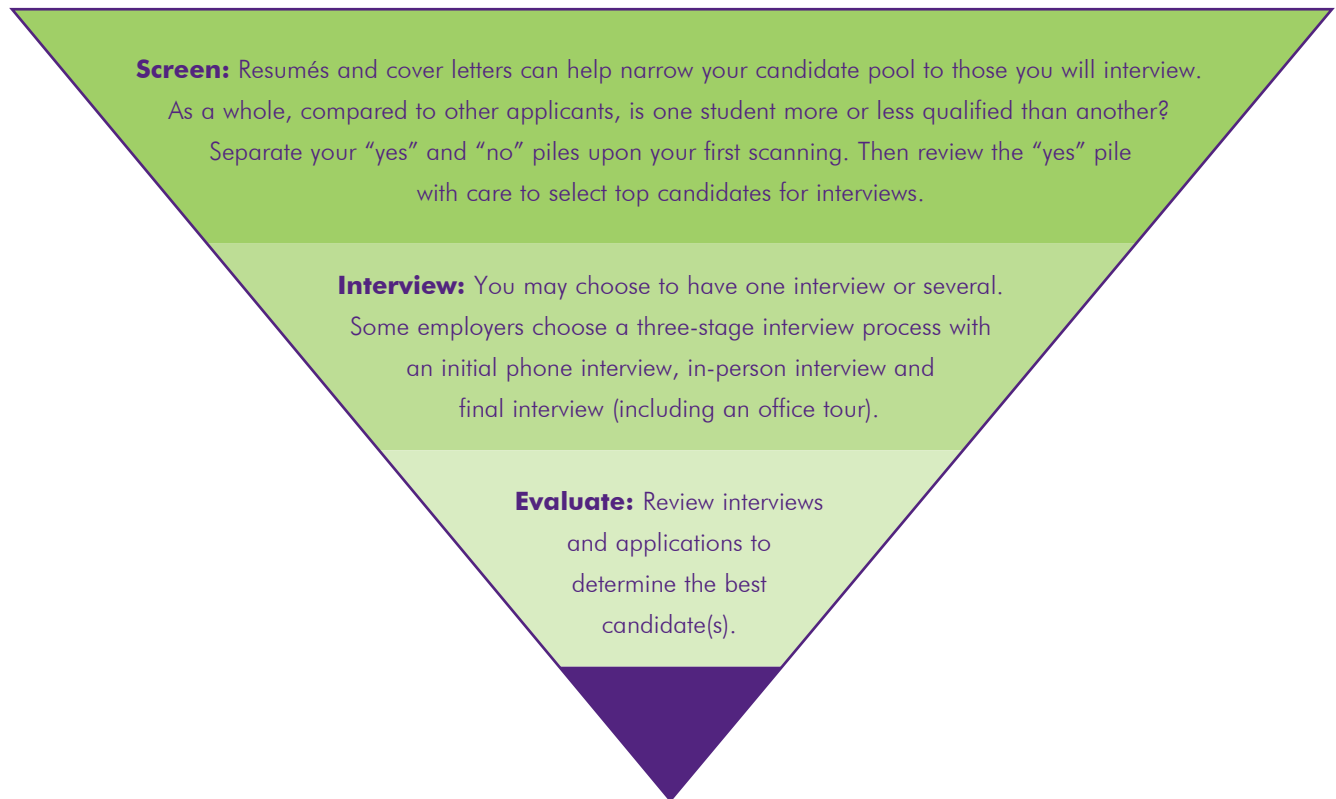 Screen: Resumés and cover letters can help narrow your candidate pool to those you will interview.
As a whole, compared to other applicants, is one student more or less qualified than another?
Separate your “yes” and “no” piles upon your first scanning. Then review the “yes” pile
with care to select top candidates for interviews.
Interview: You may choose to have one interview or several.
Some employers choose a three-stage interview process with
an initial phone interview, in-person interview and
final interview (including an office tour).
Evaluate: Review interviews
and applications to
determine the best
candidate(s).